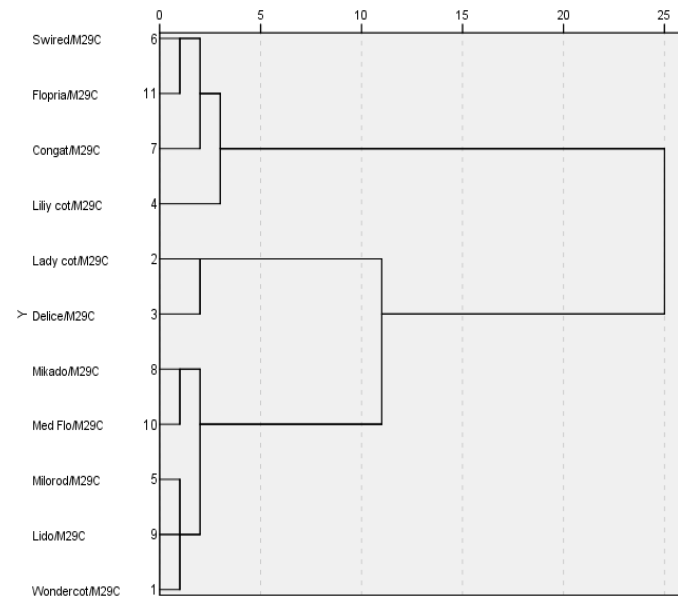 0 5 10 15 20 25
Swired/M29C 6
Flopria/M29C 11
Congat/M29C 7
Liliy cot/M29C 4
Lady cot/M29C 2
Y
Delice/M29C 3
Mikado/M29C 8
Med Flo/M29C 10
Milorod/M29C 5
Lido/M29C 9
Wondercot/M29C 1